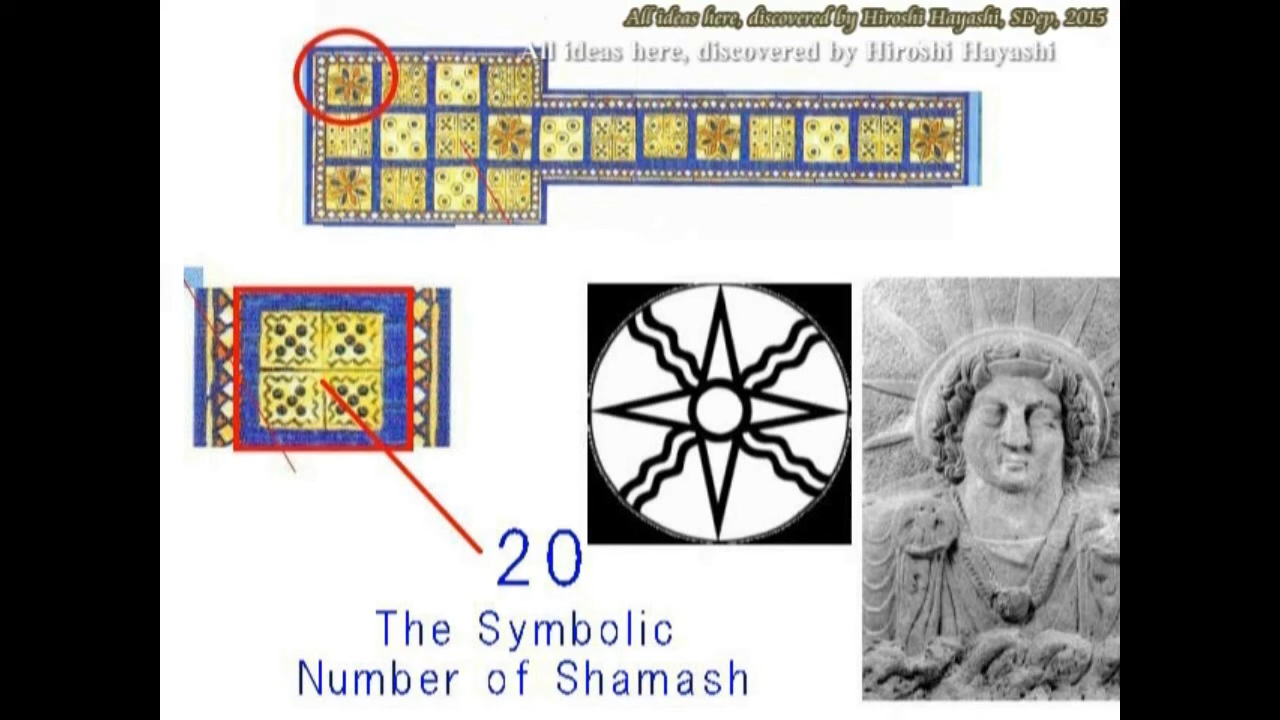 All ideas here, discovered by Hiroshi Hayashi, SDep, 2015
All ideas here, discovered by Hiroshi Hayashi
20
The Symbolic
Number of Shamash